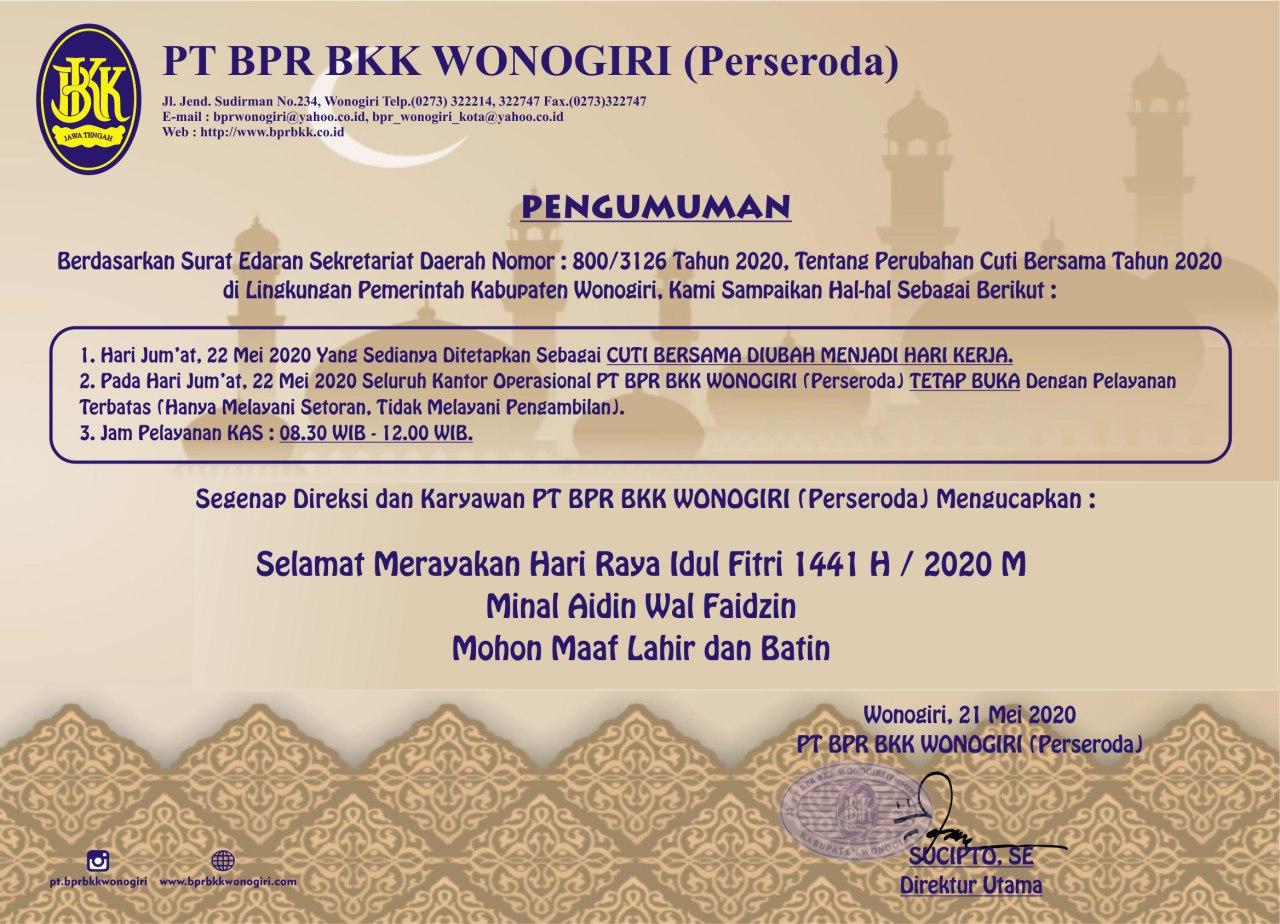 BKK
JAWA TENGAH
PT BPR BKK WONOGIRI (Perseroda)
Jl. Jend. Sudirman No.234, Wonogiri Telp.(0273) 322214, 322747 Fax.(0273)322747
E-mail : bprwonogiri@yahoo.co.id, bpr_wonogiri_kota@yahoo.co.id
Web : http://www.bprbkk.co.id
PENGUMUMAN
Berdasarkan Surat Edaran Sekretariat Daerah Nomor : 800/3126 Tahun 2020, Tentang Perubahan Cuti Bersama Tahun 2020
di Lingkungan Pemerintah Kabupaten Wonogiri, Kami Sampaikan Hal-hal Sebagai Berikut :
1. Hari Jum'at, 22 Mei 2020 Yang Sedianya Ditetapkan Sebagai CUTI BERSAMA DIUBAH MENJADI HARI KERJA.
2. Pada Hari Jum'at, 22 Mei 2020 Seluruh Kantor Operasional PT BPR BKK WONOGIRI (Perseroda) TETAP BUKA Dengan Pelayanan
Terbatas (Hanya Melayani Setoran, Tidak Melayani Pengambilan).
3. Jam Pelayanan KAS : 08.30 WIB - 12.00 WIB.
Segenap Direksi dan Karyawan PT BPR BKK WONOGIRI (Perseroda) Mengucapkan :
Selamat Merayakan Hari Raya Idul Fitri 1441 H / 2020 M
Minal Aidin Wal Faidzin
Mohon Maaf Lahir dan Batin
Wonogiri, 21 Mei 2020
PT BPR BKK WONOGIRI (Perseroda)
PT BPR BKK WONOGIRI
BKK
KABUPATEN WONOGIRI
SUCIPTO, SE
Direktur Utama
pt.bprbkkwonogiri www.bprbkkwonogiri.com